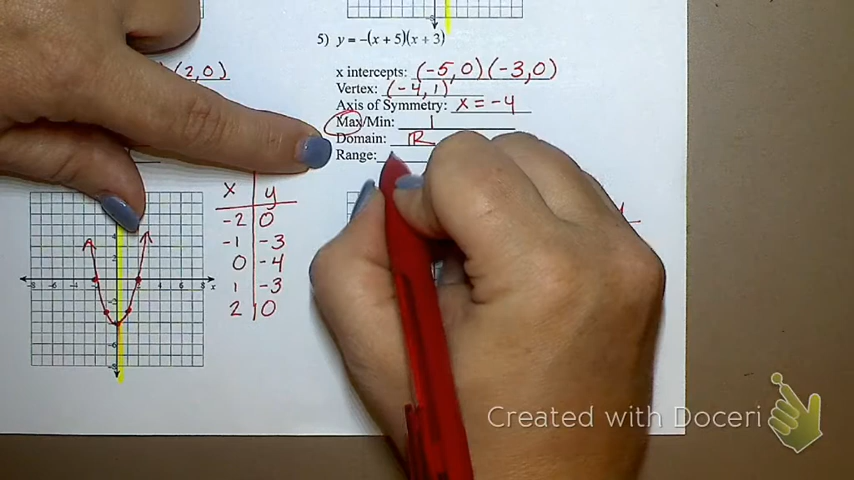 5) y = -(x + 5)(x + 3)
x intercepts: (-5,0) (-3,0)
Vertex: (-4, 1)
Axis of Symmetry: x = -4
Max/Min: 1
Domain: ℝ
Range:
(2,0)
x y
-2 0
-1 -3
0 -4
1 -3
2 0
Created with Doceri